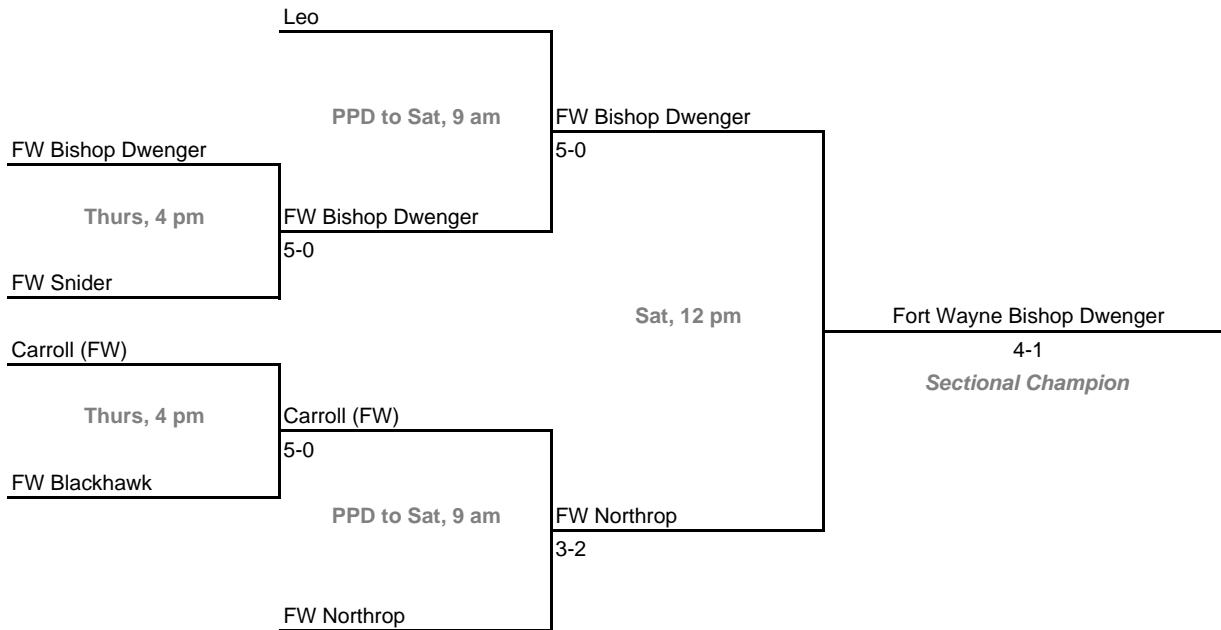 Leo
PPD to Sat, 9 am
FW Bishop Dwenger
5-0
FW Bishop Dwenger
Thurs, 4 pm
FW Bishop Dwenger
5-0
FW Snider
Sat, 12 pm
Fort Wayne Bishop Dwenger
4-1
Sectional Champion
Carroll (FW)
Thurs, 4 pm
Carroll (FW)
5-0
FW Blackhawk
PPD to Sat, 9 am
FW Northrop
3-2
FW Northrop